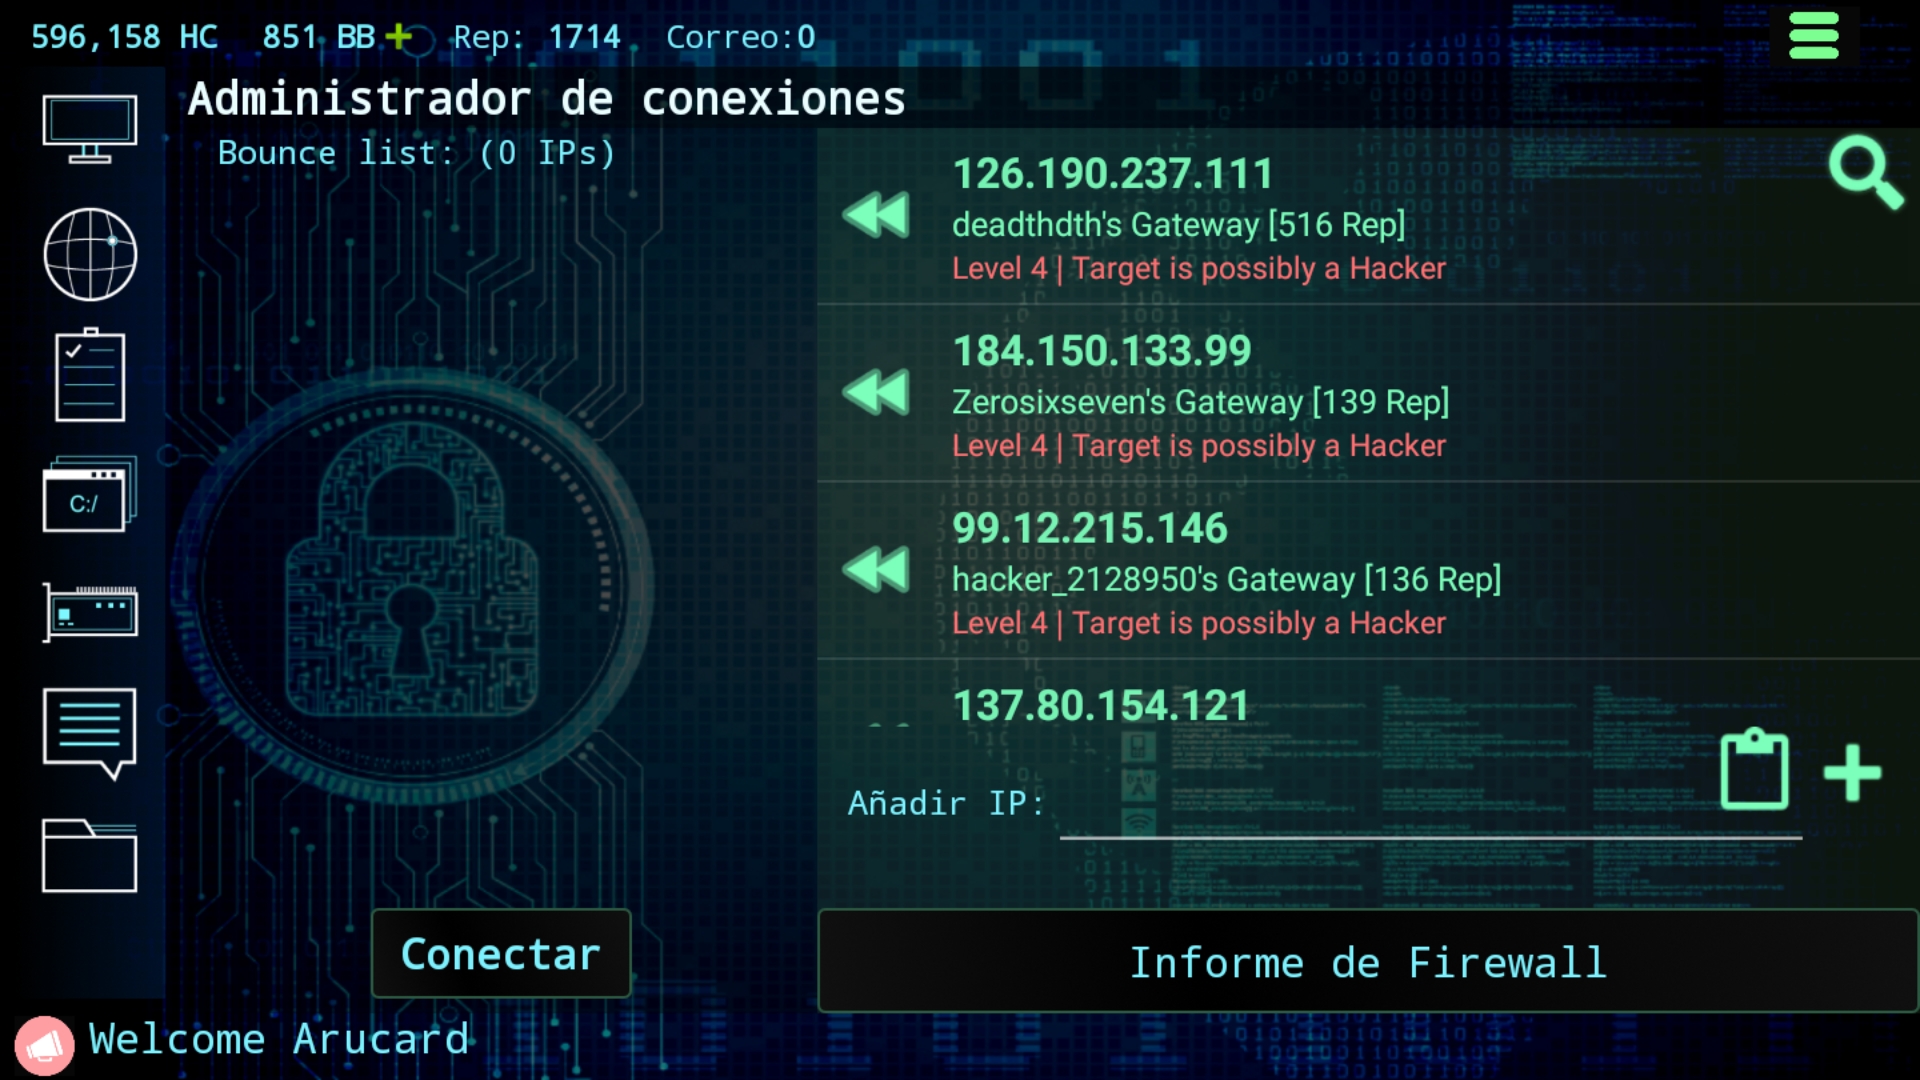 596,158 HC 851 BB Rep: 1714 Correo:0
Administrador de conexiones
Bounce list: (0 IPs)
126.190.237.111
deadthdth's Gateway [516 Rep]
Level 4 | Target is possibly a Hacker
184.150.133.99
Zerosixseven's Gateway [139 Rep]
Level 4 | Target is possibly a Hacker
99.12.215.146
hacker_2128950's Gateway [136 Rep]
Level 4 | Target is possibly a Hacker
137.80.154.121
C:/
Añadir IP:
Conectar
Informe de Firewall
Welcome Arucard